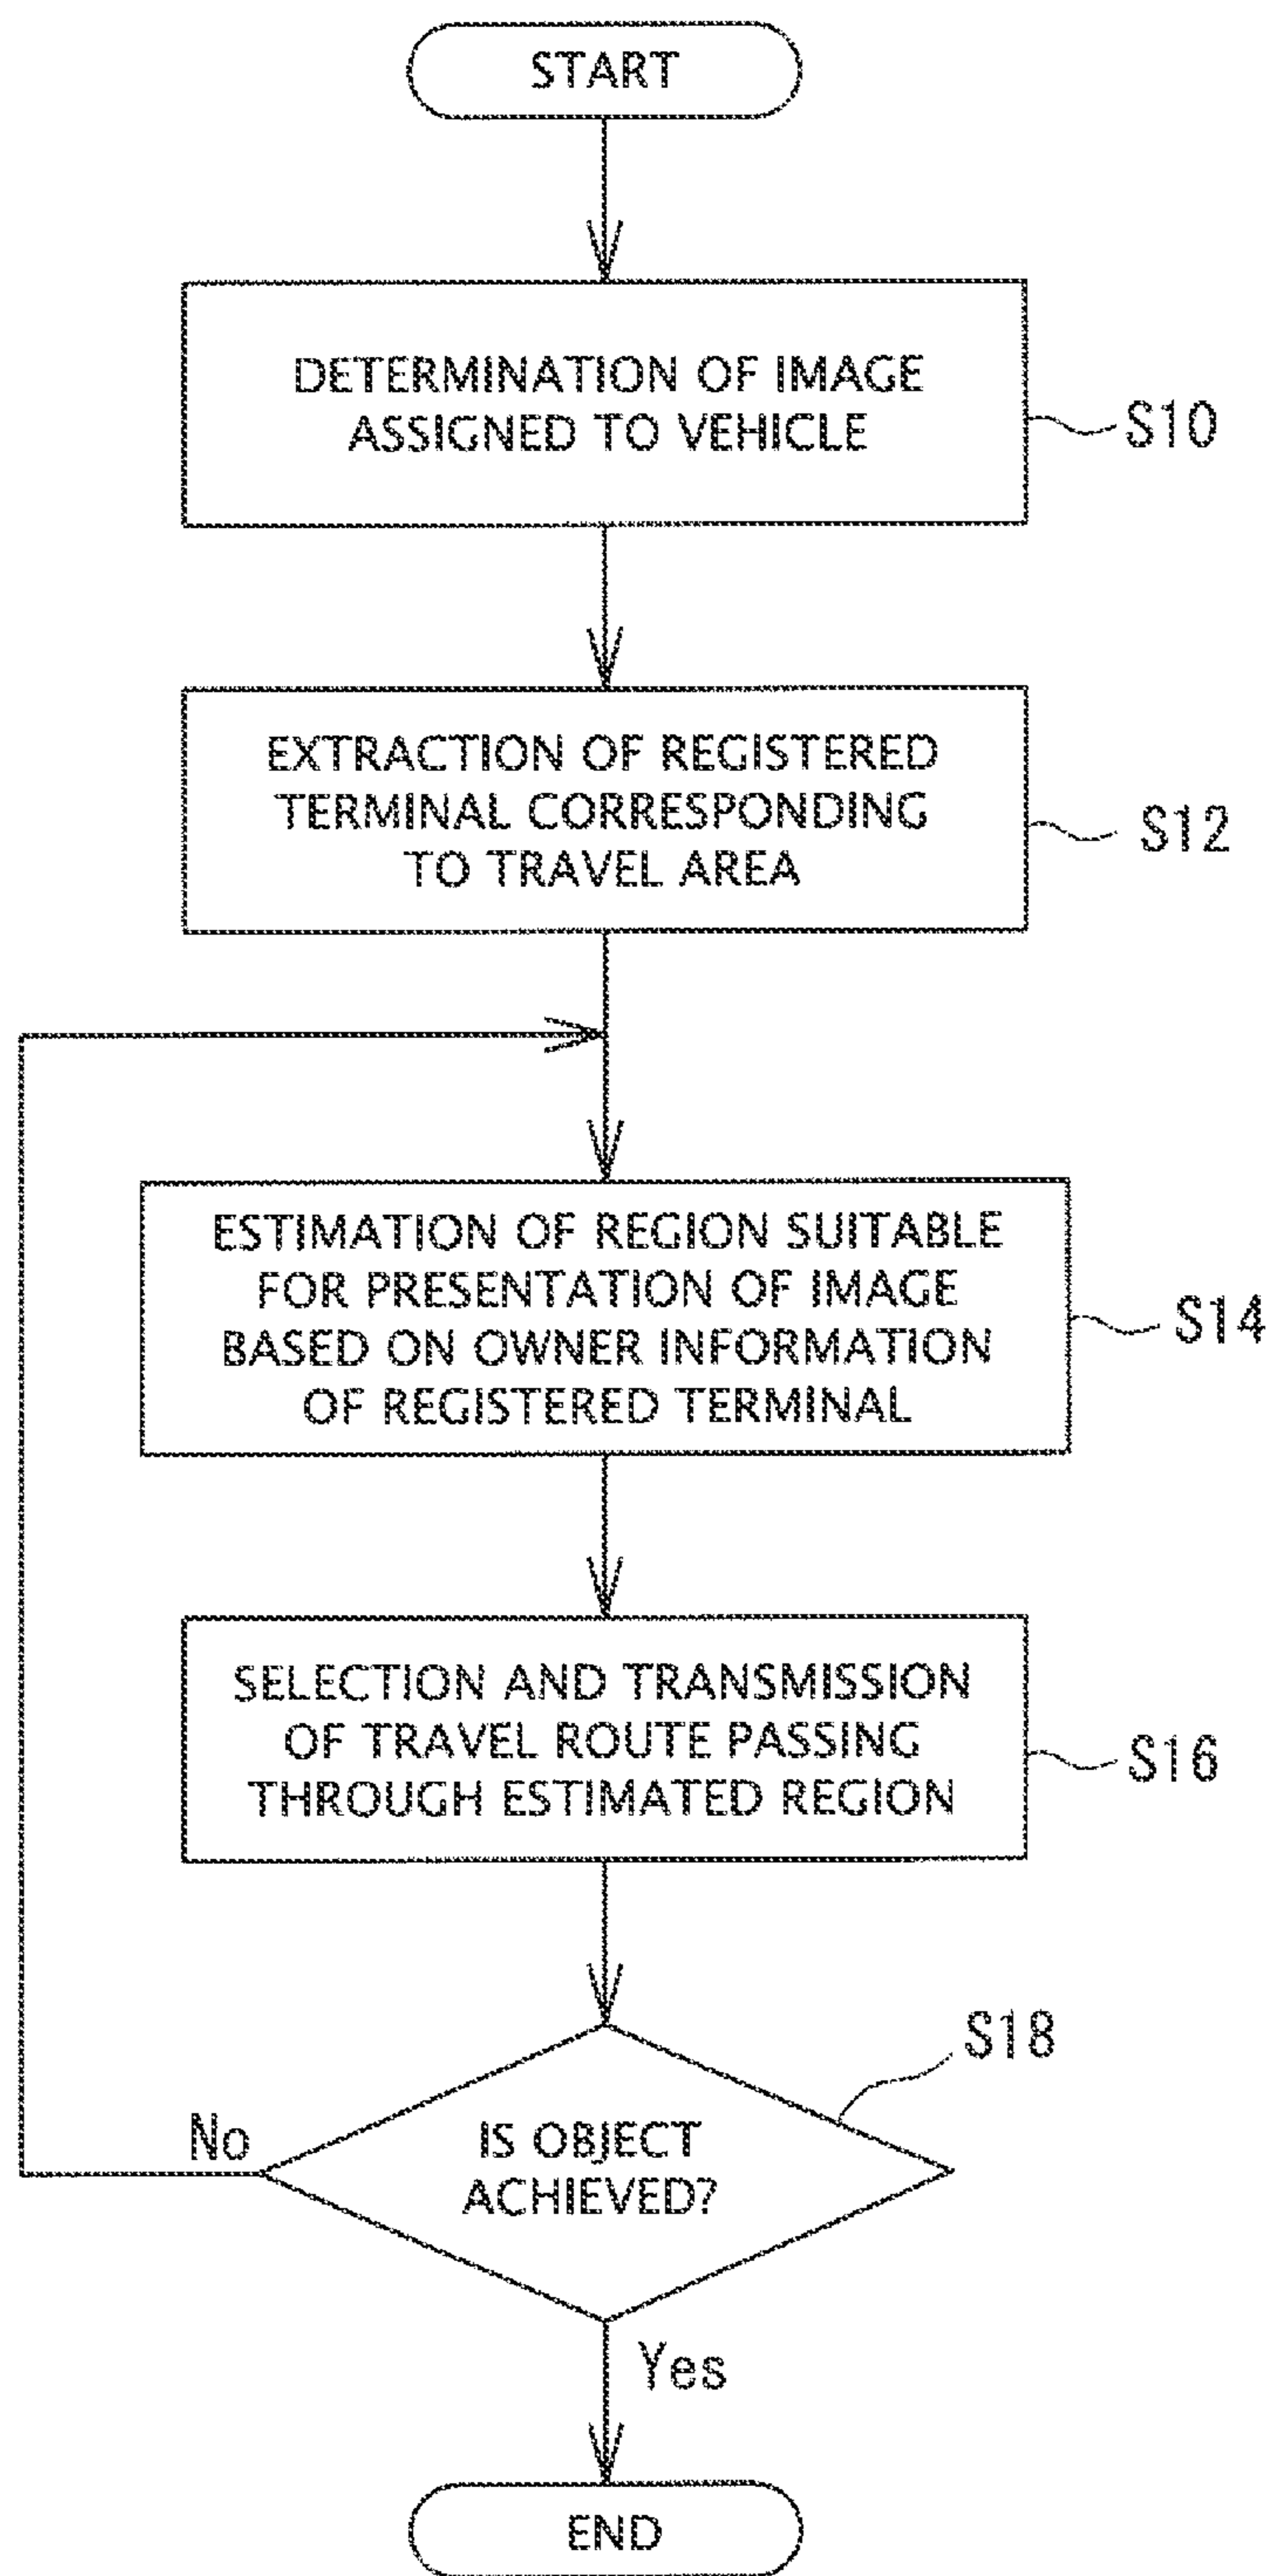 START
DETERMINATION OF IMAGE
ASSIGNED TO VEHICLE
S10
EXTRACTION OF REGISTERED
TERMINAL CORRESPONDING
TO TRAVEL AREA
S12
ESTIMATION OF REGION SUITABLE
FOR PRESENTATION OF IMAGE
BASED ON OWNER INFORMATION
OF REGISTERED TERMINAL
S14
SELECTION AND TRANSMISSION
OF TRAVEL ROUTE PASSING
THROUGH ESTIMATED REGION
S16
S18
No
IS OBJECT
ACHIEVED?
Yes
END